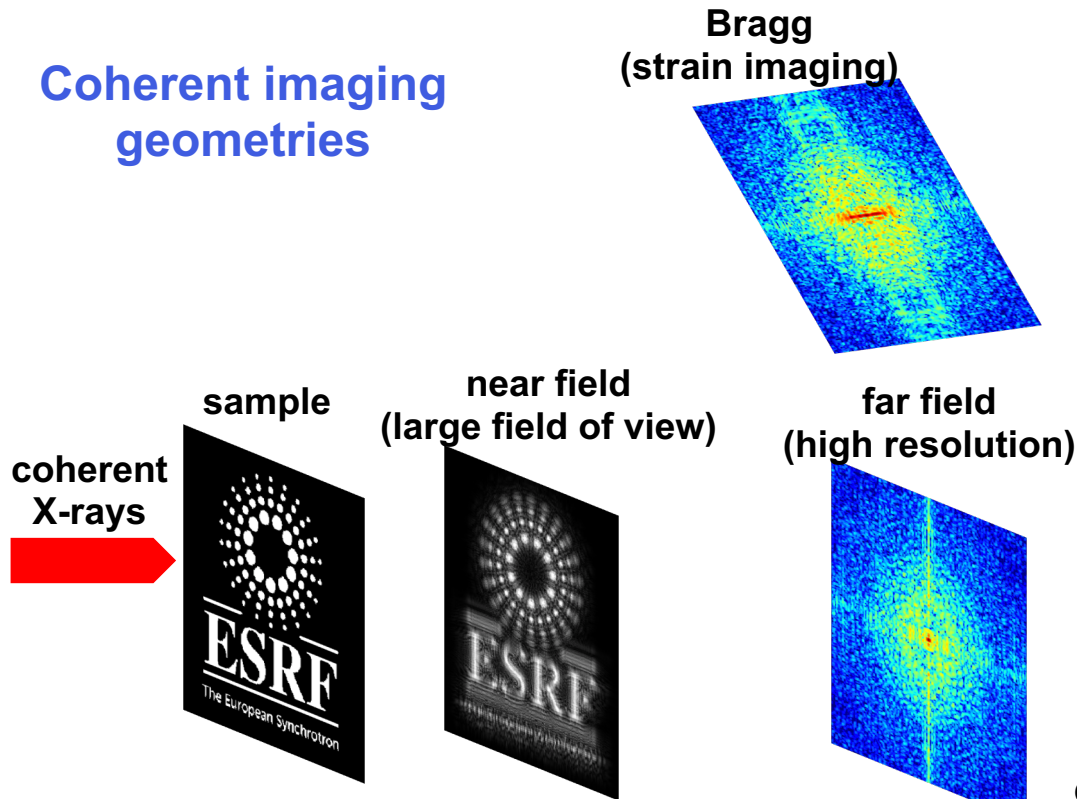 Coherent imaging
geometries
Bragg
(strain imaging)
sample
near field
(large field of view)
far field
(high resolution)
coherent
X-rays
ESRF
The European Synchrotron
ESRF